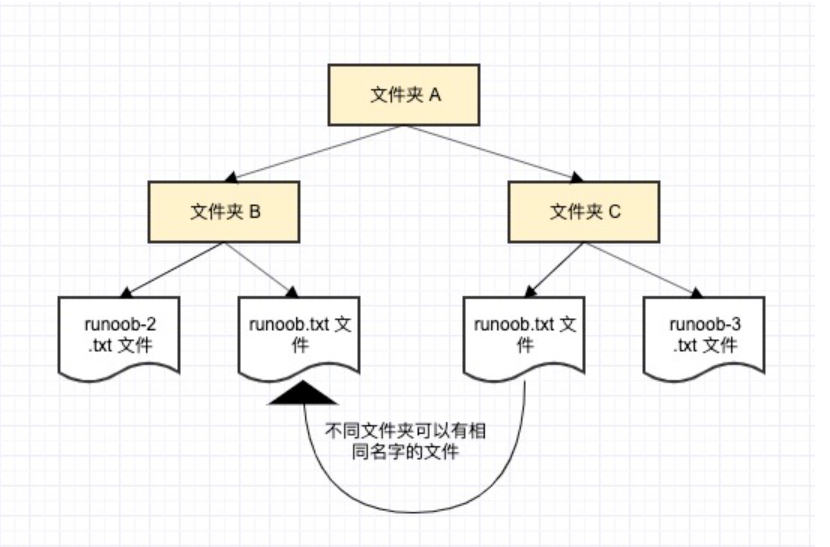 文件夹 A
文件夹 B
文件夹 C
runoob-2
.txt 文件
runoob.txt 文
件
runoob.txt 文
件
runoob-3
.txt 文件
不同文件夹可以有相
同名字的文件